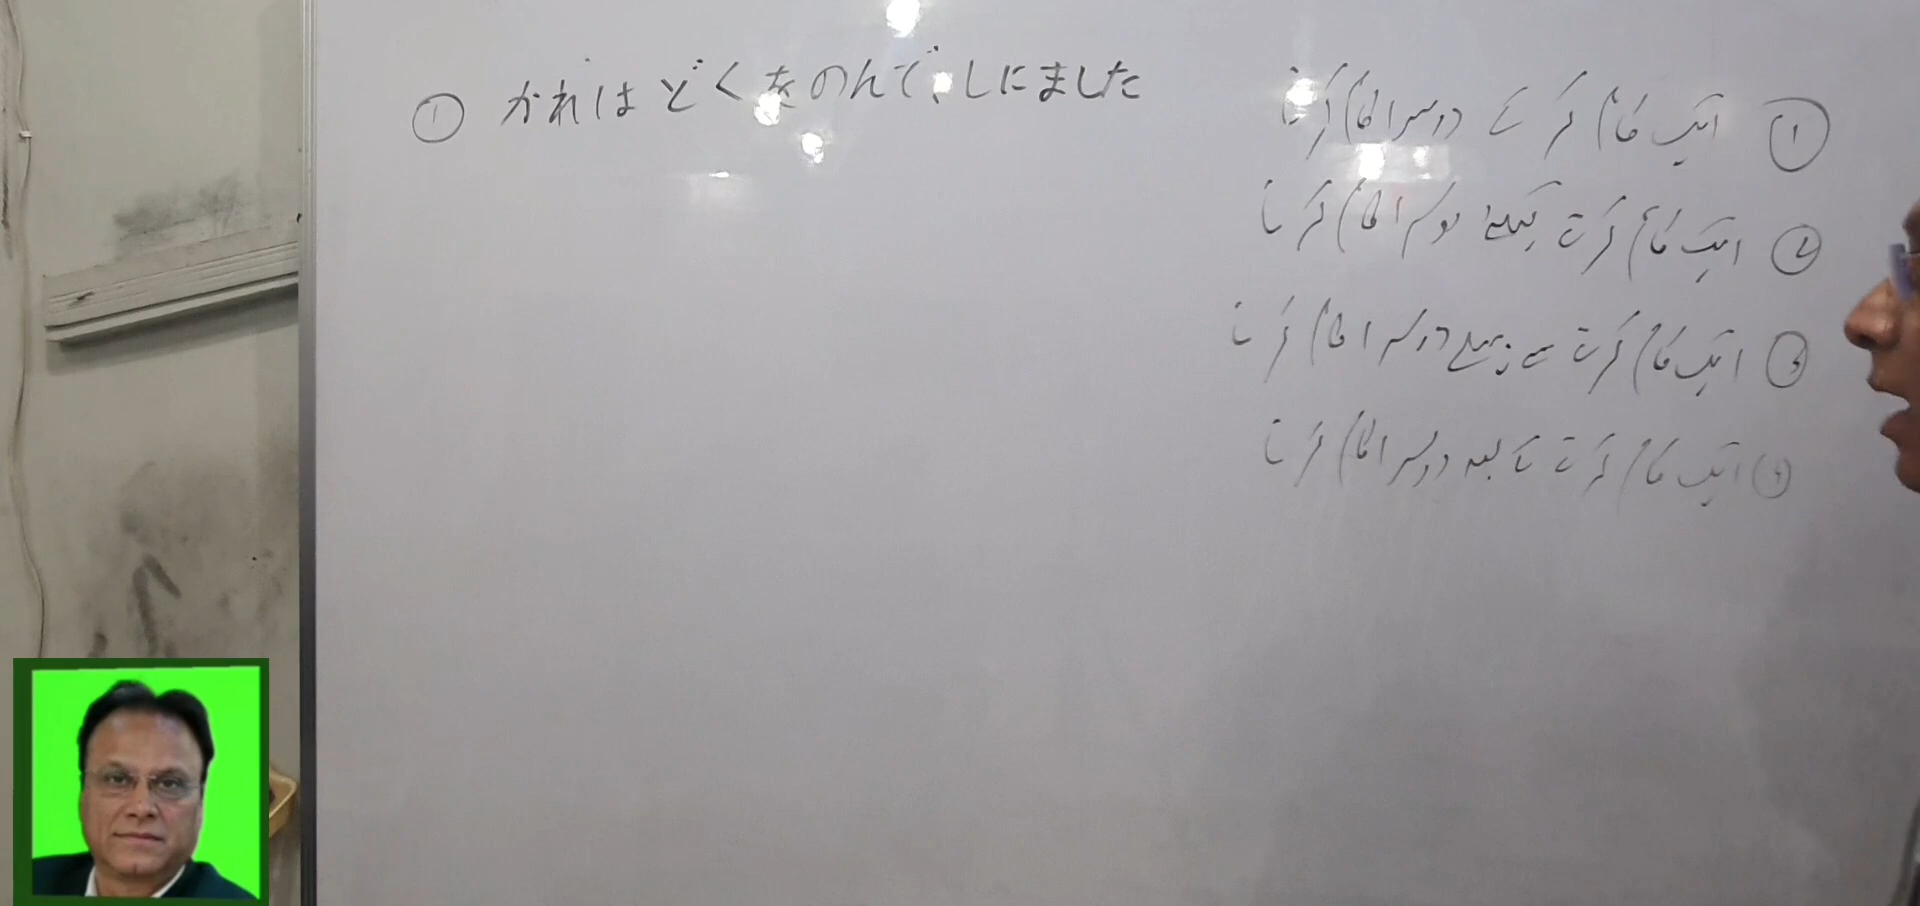 ① かれは どくをのんで、しにました
① ایک کام کر کے دوسرا کام کرنا
② ایک کام کرنے کیلئے دوسرا کام کرنا
③ ایک کام کرنے سے پہلے دوسرا کام کرنا
④ ایک کام کرنے کے بعد دوسرا کام کرنا